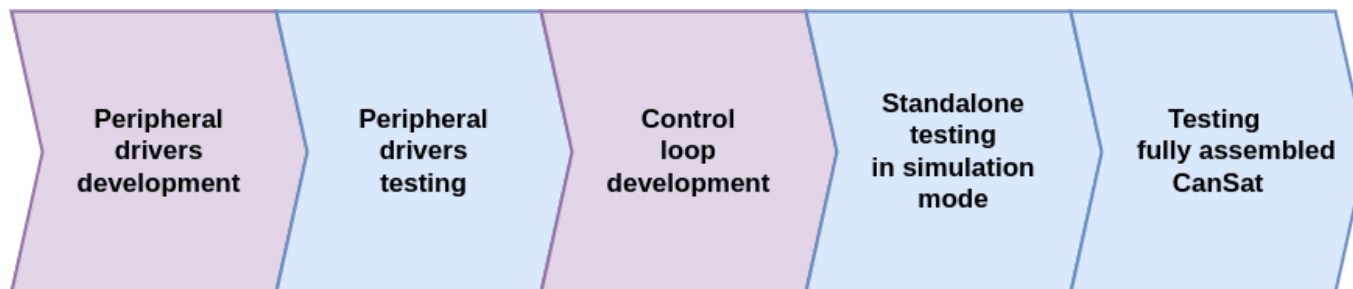 Peripheral
drivers
development
Peripheral
drivers
testing
Control
loop
development
Standalone
testing
in simulation
mode
Testing
fully assembled
CanSat